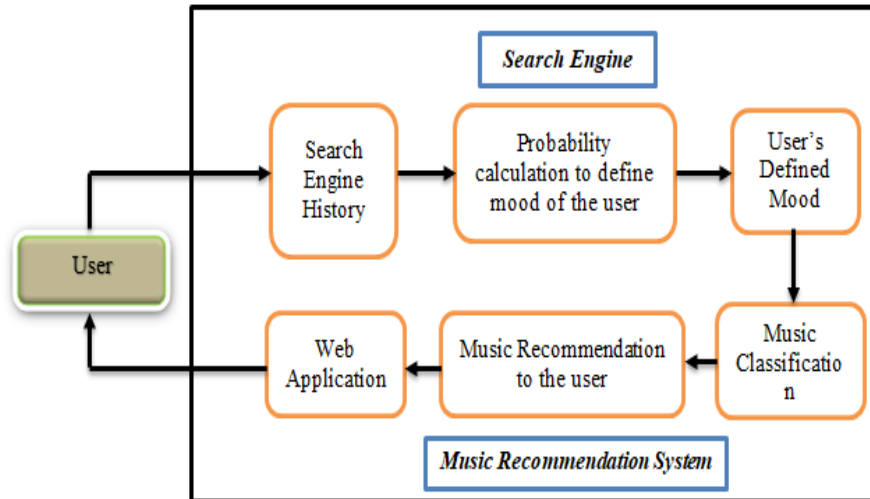 Search Engine
Search
Engine
History
Probability
calculation to define
mood of the user
User’s
Defined
Mood
User
Web
Application
Music Recommendation
to the user
Music
Classificatio
n
Music Recommendation System